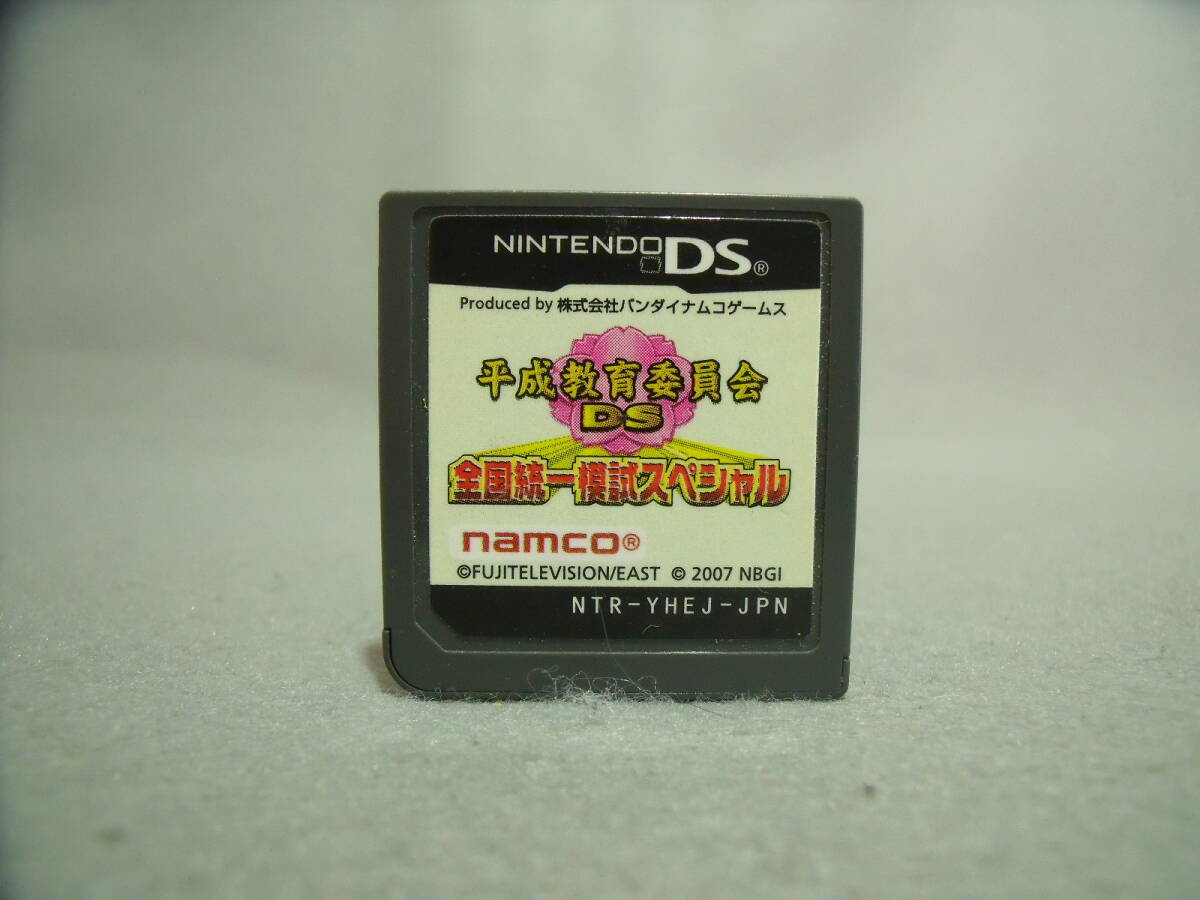 NINTENDO DS®
Produced by 株式会社バンダイナムコゲームス
平成教育委員会
DS
全国統一模試スペシャル
namco®
©FUJITELEVISION/EAST © 2007 NBGI
NTR-YHEJ-JPN